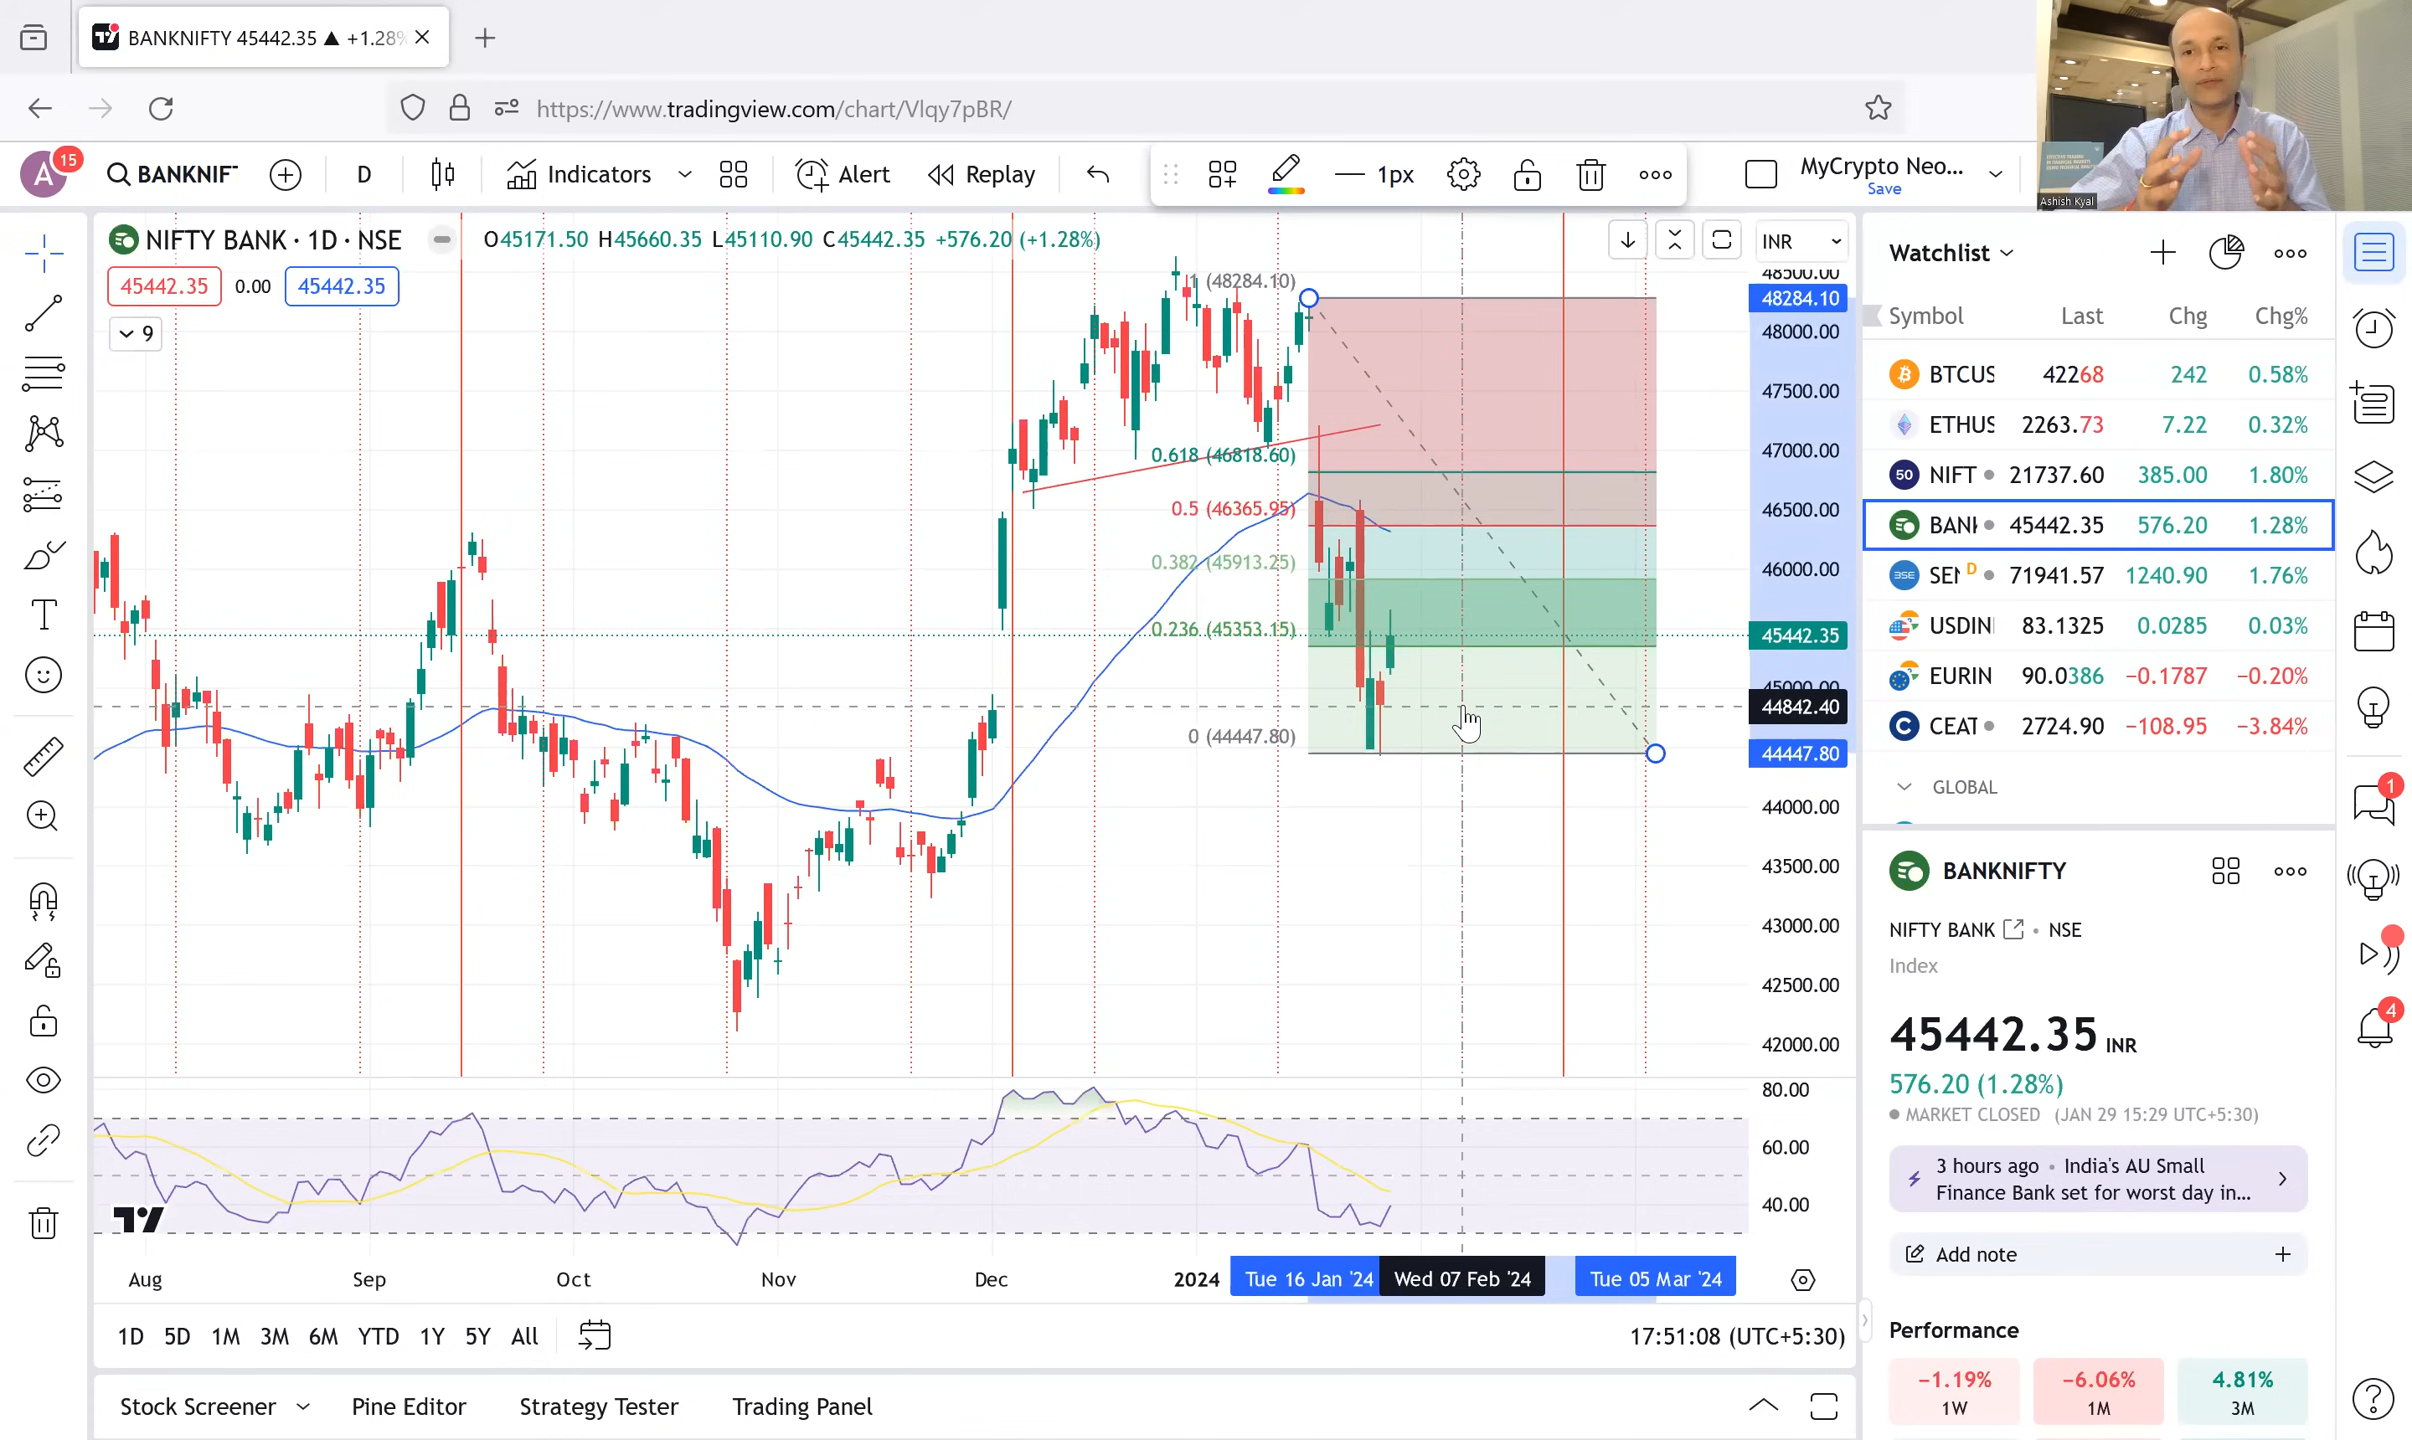 BANKNIFTY 45442.35 ▲ +1.28%
https://www.tradingview.com/chart/Vlqy7pBR/
A 15 BANKNIF D Indicators Alert Replay 1px MyCrypto Neo...
Save
Ashish Kyal
NIFTY BANK · 1D · NSE O45171.50 H45660.35 L45110.90 C45442.35 +576.20 (+1.28%)
45442.35 0.00 45442.35
9
INR
48500.00
48284.10
48000.00
47500.00
47000.00
46500.00
46000.00
45442.35
45000.00
44842.40
44447.80
44000.00
43500.00
43000.00
42500.00
42000.00
80.00
60.00
40.00
1 (48284.10)
0.618 (46818.60)
0.5 (46365.95)
0.382 (45913.25)
0.236 (45353.15)
0 (44447.80)
Aug Sep Oct Nov Dec 2024 Tue 16 Jan '24 Wed 07 Feb '24 Tue 05 Mar '24
1D 5D 1M 3M 6M YTD 1Y 5Y All 17:51:08 (UTC+5:30)
Stock Screener Pine Editor Strategy Tester Trading Panel
Watchlist
Symbol Last Chg Chg%
BTCUS 42268 242 0.58%
ETHUS 2263.73 7.22 0.32%
50 NIFT 21737.60 385.00 1.80%
BANK 45442.35 576.20 1.28%
BSE SEN D 71941.57 1240.90 1.76%
USDIN 83.1325 0.0285 0.03%
EURIN 90.0386 −0.1787 −0.20%
C CEAT 2724.90 −108.95 −3.84%
GLOBAL
BANKNIFTY
NIFTY BANK • NSE
Index
45442.35 INR
576.20 (1.28%)
MARKET CLOSED (JAN 29 15:29 UTC+5:30)
3 hours ago • India's AU Small
Finance Bank set for worst day in...
Add note
Performance
−1.19% −6.06% 4.81%
1W 1M 3M
1
4